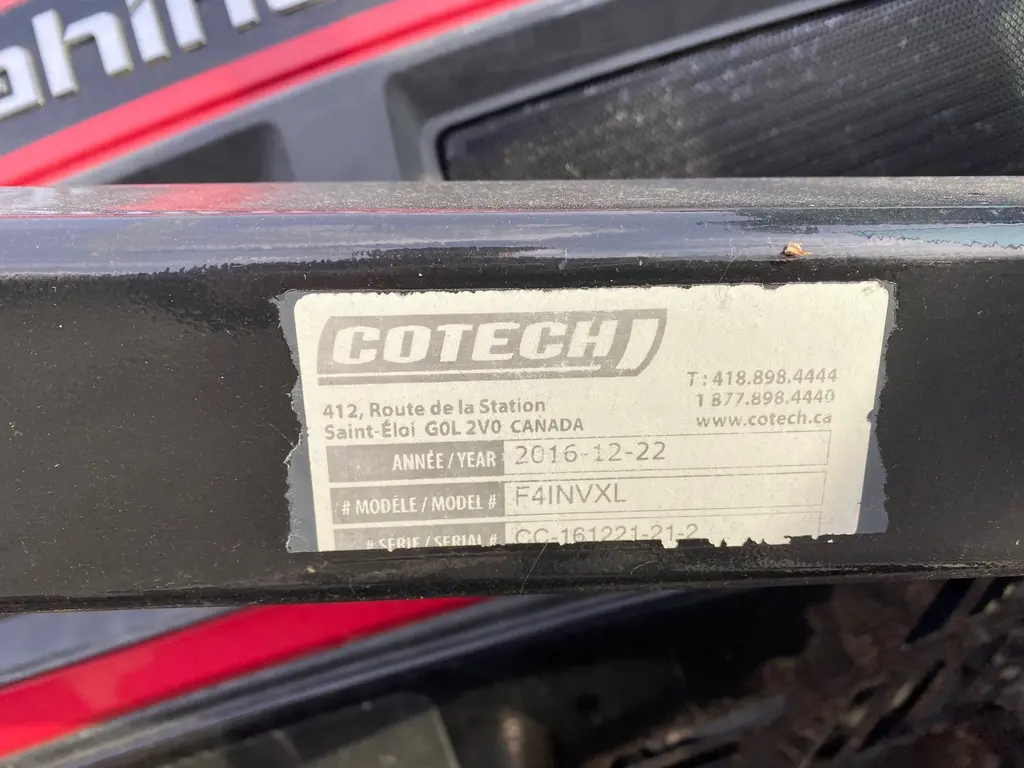 COTECH
412, Route de la Station
Saint-Éloi G0L 2V0 CANADA
T : 418.898.4444
1 877.898.4440
www.cotech.ca
ANNÉE / YEAR 2016-12-22
# MODÈLE / MODEL # F4INVXL
# SÉRIE / SERIAL # CC-161221-21-2